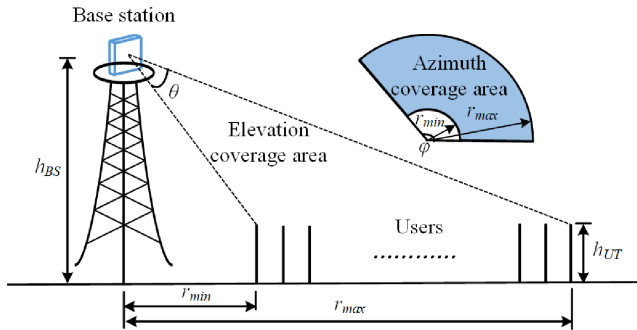 Base station
θ
Azimuth
coverage area
r_min
r_max
φ
Elevation
coverage area
h_BS
Users
............
h_UT
r_min
r_max